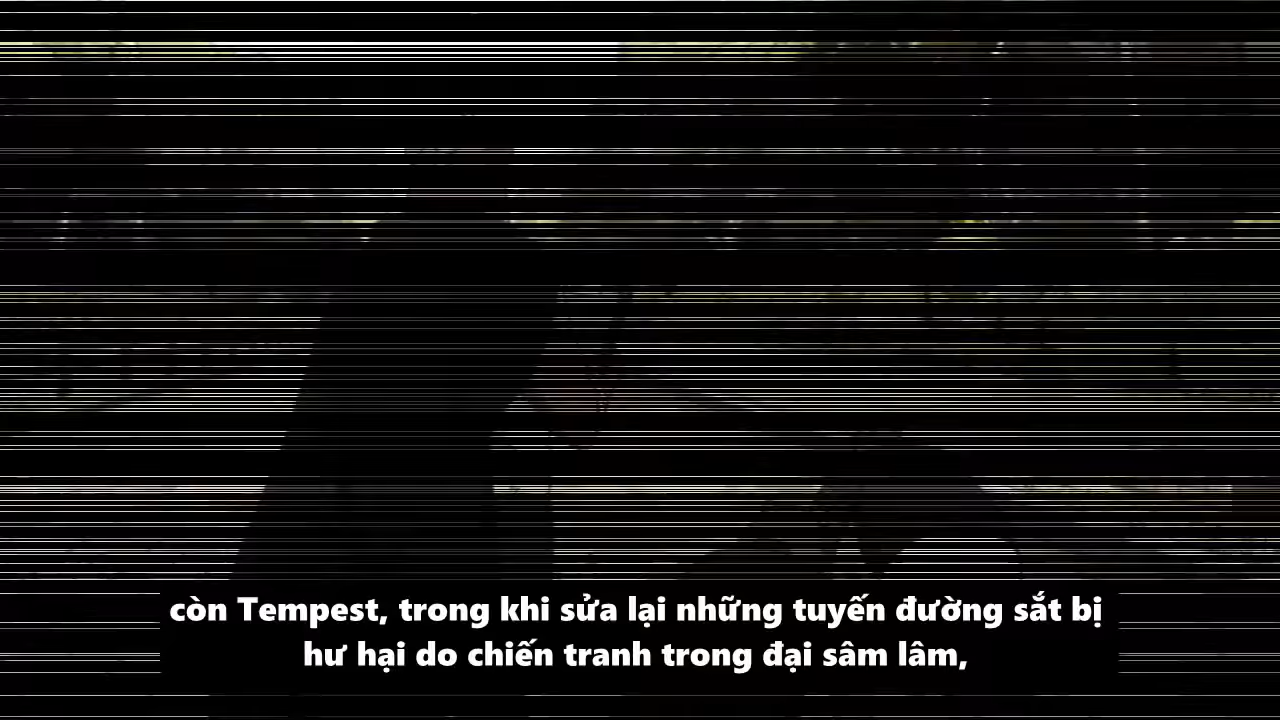 còn Tempest, trong khi sửa lại những tuyến đường sắt bị
hư hại do chiến tranh trong đại sâm lâm,